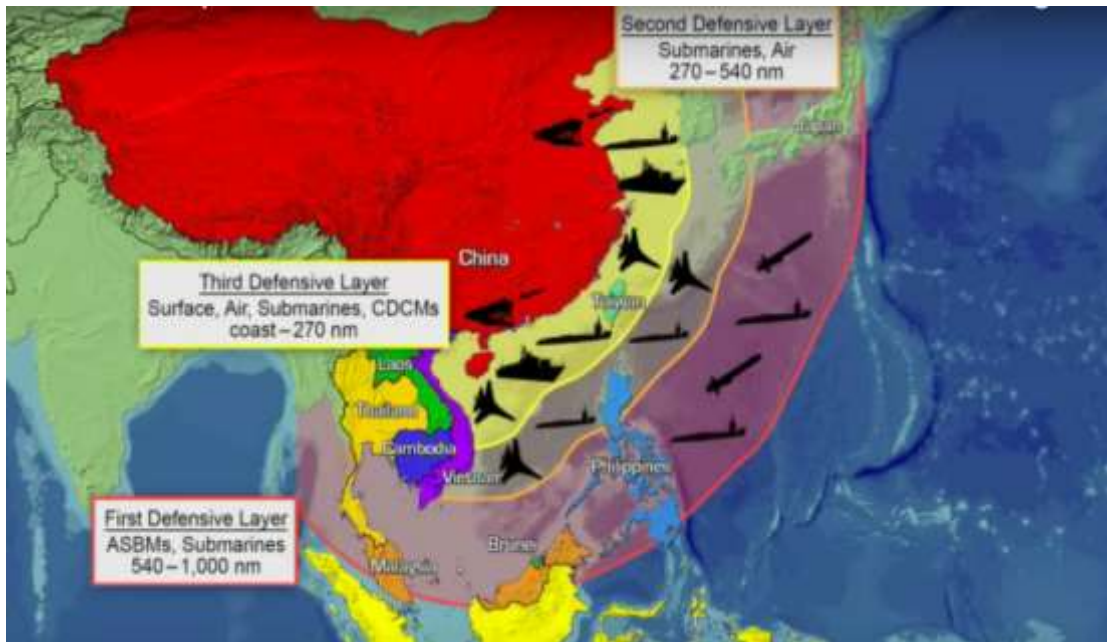 Second Defensive Layer
Submarines, Air
270 – 540 nm
Japan
China
Third Defensive Layer
Surface, Air, Submarines, CDCMs
coast – 270 nm
Taiwan
Laos
Thailand
Cambodia
Vietnam
Philippines
First Defensive Layer
ASBMs, Submarines
540 – 1,000 nm
Brunei
Malaysia